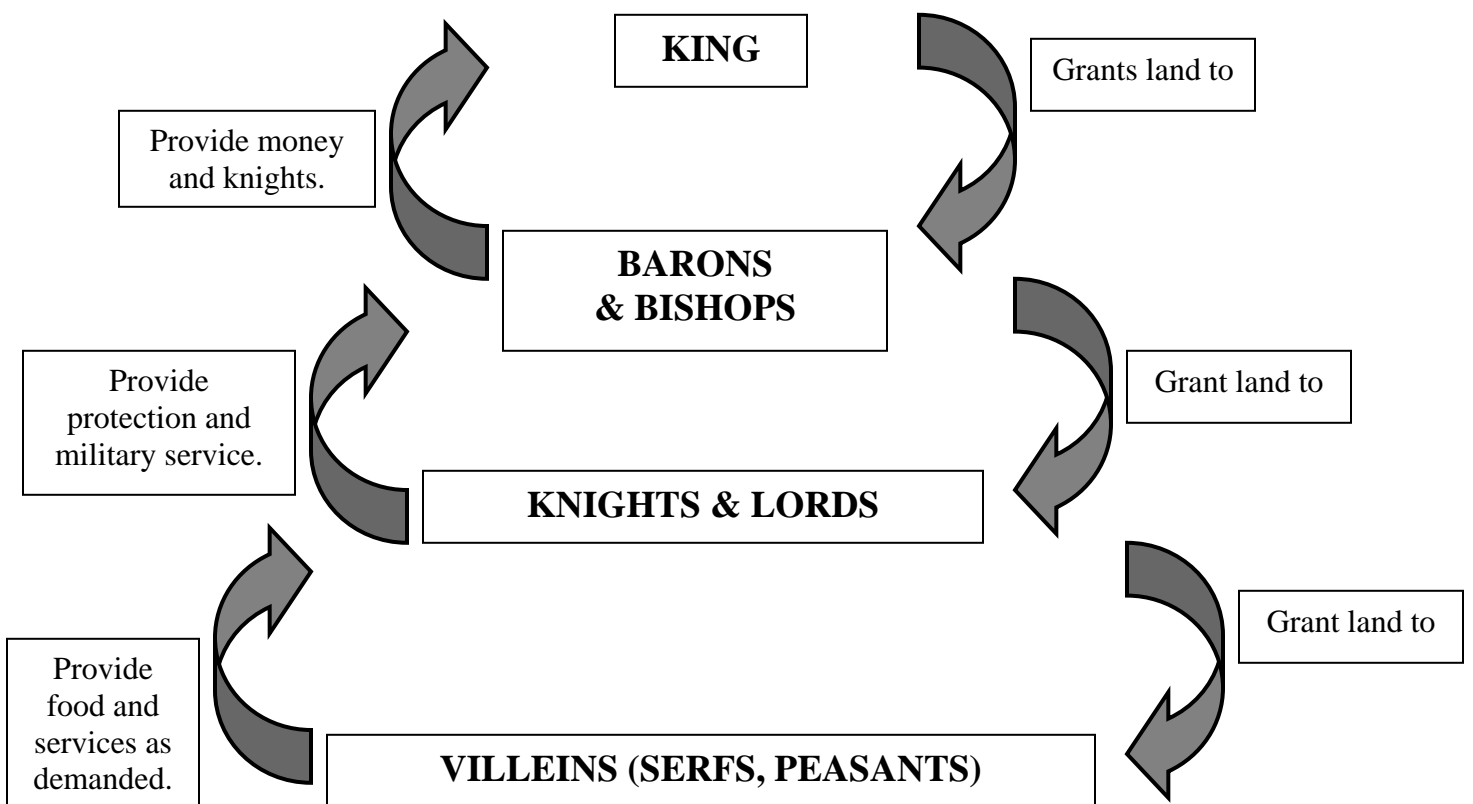 KING
Grants land to
Provide money
and knights.
BARONS
& BISHOPS
Provide
protection and
military service.
Grant land to
KNIGHTS & LORDS
Grant land to
Provide
food and
services as
demanded.
VILLEINS (SERFS, PEASANTS)